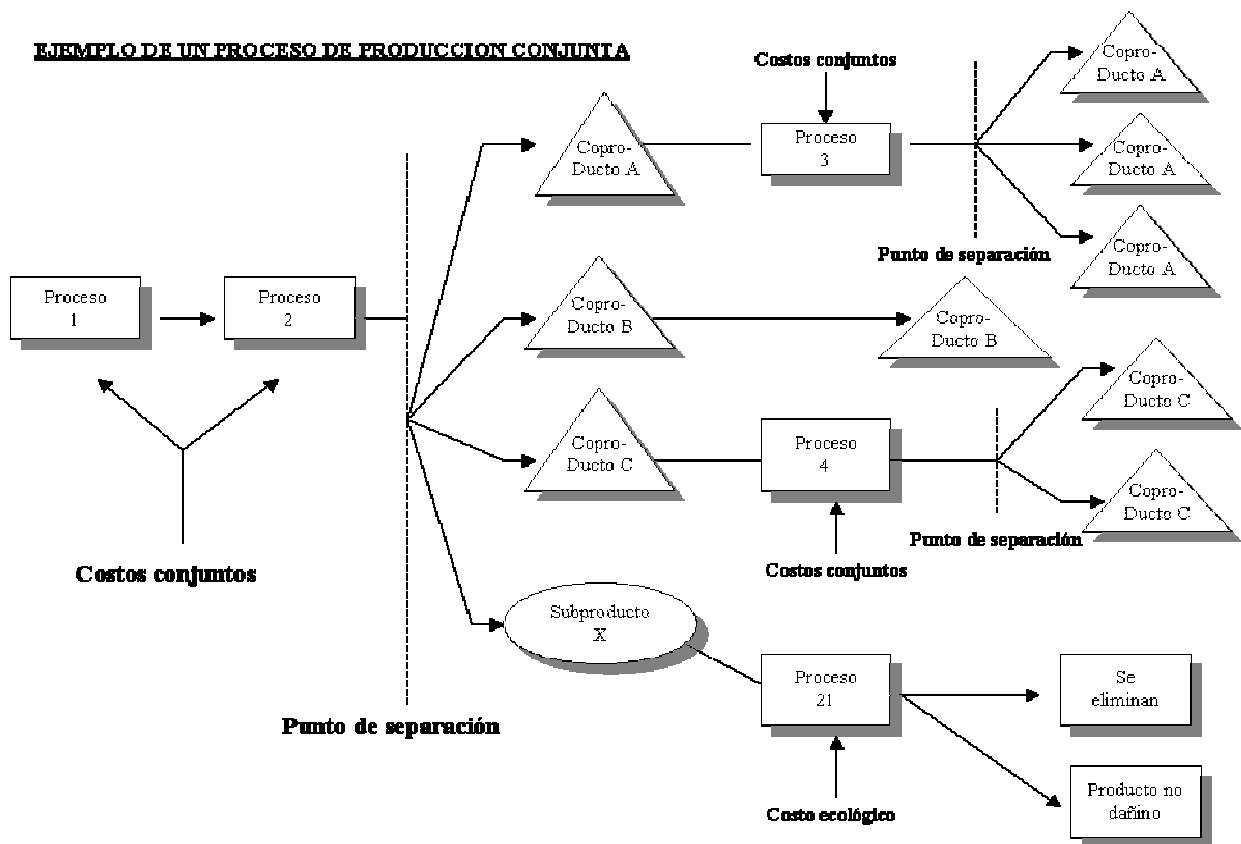 EJEMPLO DE UN PROCESO DE PRODUCCION CONJUNTA
Costos conjuntos
Copro-
Ducto A
Copro-
Ducto A
Proceso
3
Copro-
Ducto A
Punto de separación
Copro-
Ducto A
Proceso
1
Proceso
2
Copro-
Ducto B
Copro-
Ducto B
Copro-
Ducto C
Copro-
Ducto C
Proceso
4
Copro-
Ducto C
Punto de separación
Costos conjuntos
Costos conjuntos
Subproducto
X
Proceso
21
Se
eliminan
Punto de separación
Costo ecológico
Producto no
dañino